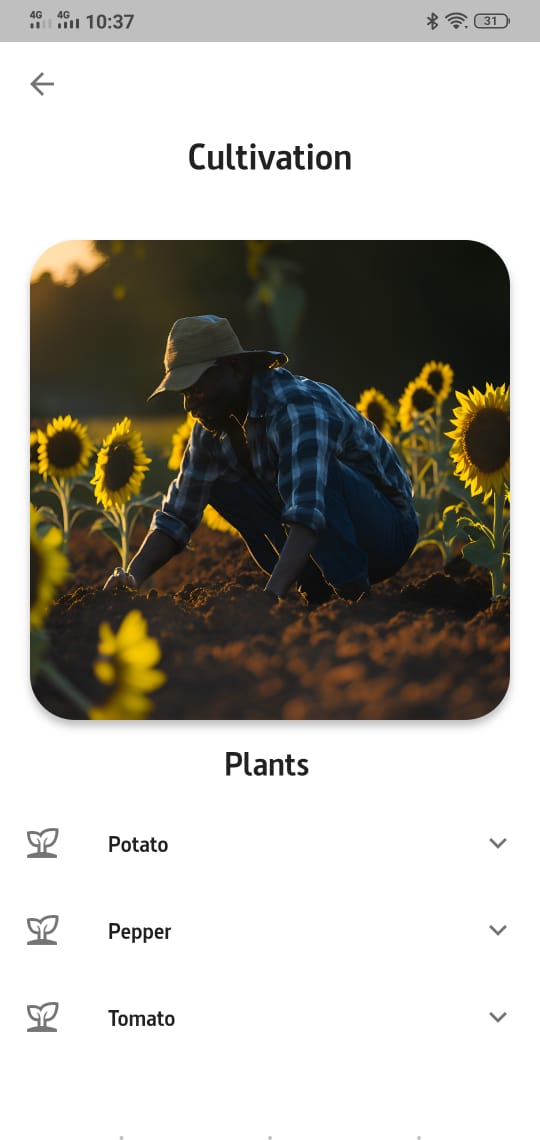 4G 4G 10:37 31
Cultivation
Plants
Potato
Pepper
Tomato